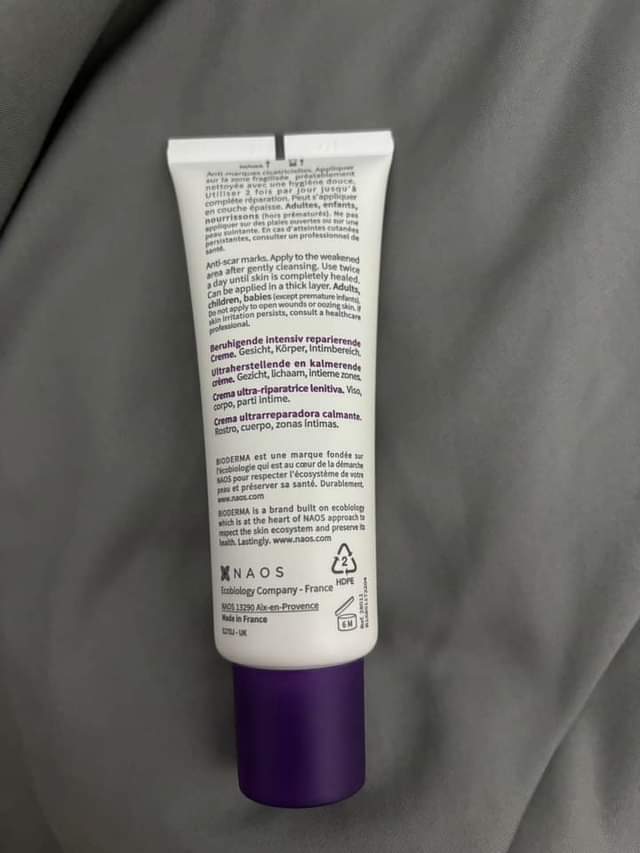 Anti-marques cicatricielles. Appliquer
sur la zone fragilisée préalablement
nettoyée avec une hygiène douce.
Utiliser 2 fois par jour jusqu'à
complète réparation. Peut s'appliquer
en couche épaisse. Adultes, enfants,
nourrissons (hors prématurés). Ne pas
appliquer sur des plaies ouvertes ou sur une
peau suintante. En cas d'atteintes cutanées
persistantes, consulter un professionnel de
santé.
Anti-scar marks. Apply to the weakened
area after gently cleansing. Use twice
a day until skin is completely healed.
Can be applied in a thick layer. Adults,
children, babies (except premature infants).
Do not apply to open wounds or oozing skin. If
skin irritation persists, consult a healthcare
professional.
Beruhigende intensiv reparierende
Creme. Gesicht, Körper, Intimbereich.
Ultraherstellende en kalmerende
crème. Gezicht, lichaam, intieme zones.
Crema ultra-riparatrice lenitiva. Viso,
corpo, parti intime.
Crema ultrarreparadora calmante.
Rostro, cuerpo, zonas íntimas.
BIODERMA est une marque fondée sur
l'écobiologie qui est au cœur de la démarche
NAOS pour respecter l'écosystème de votre
peau et préserver sa santé. Durablement.
www.naos.com
BIODERMA is a brand built on ecobiology
which is at the heart of NAOS approach to
respect the skin ecosystem and preserve its
health. Lastingly. www.naos.com
NAOS
Ecobiology Company - France
NAOS 13290 Aix-en-Provence
Made in France
2
HDPE
6 M